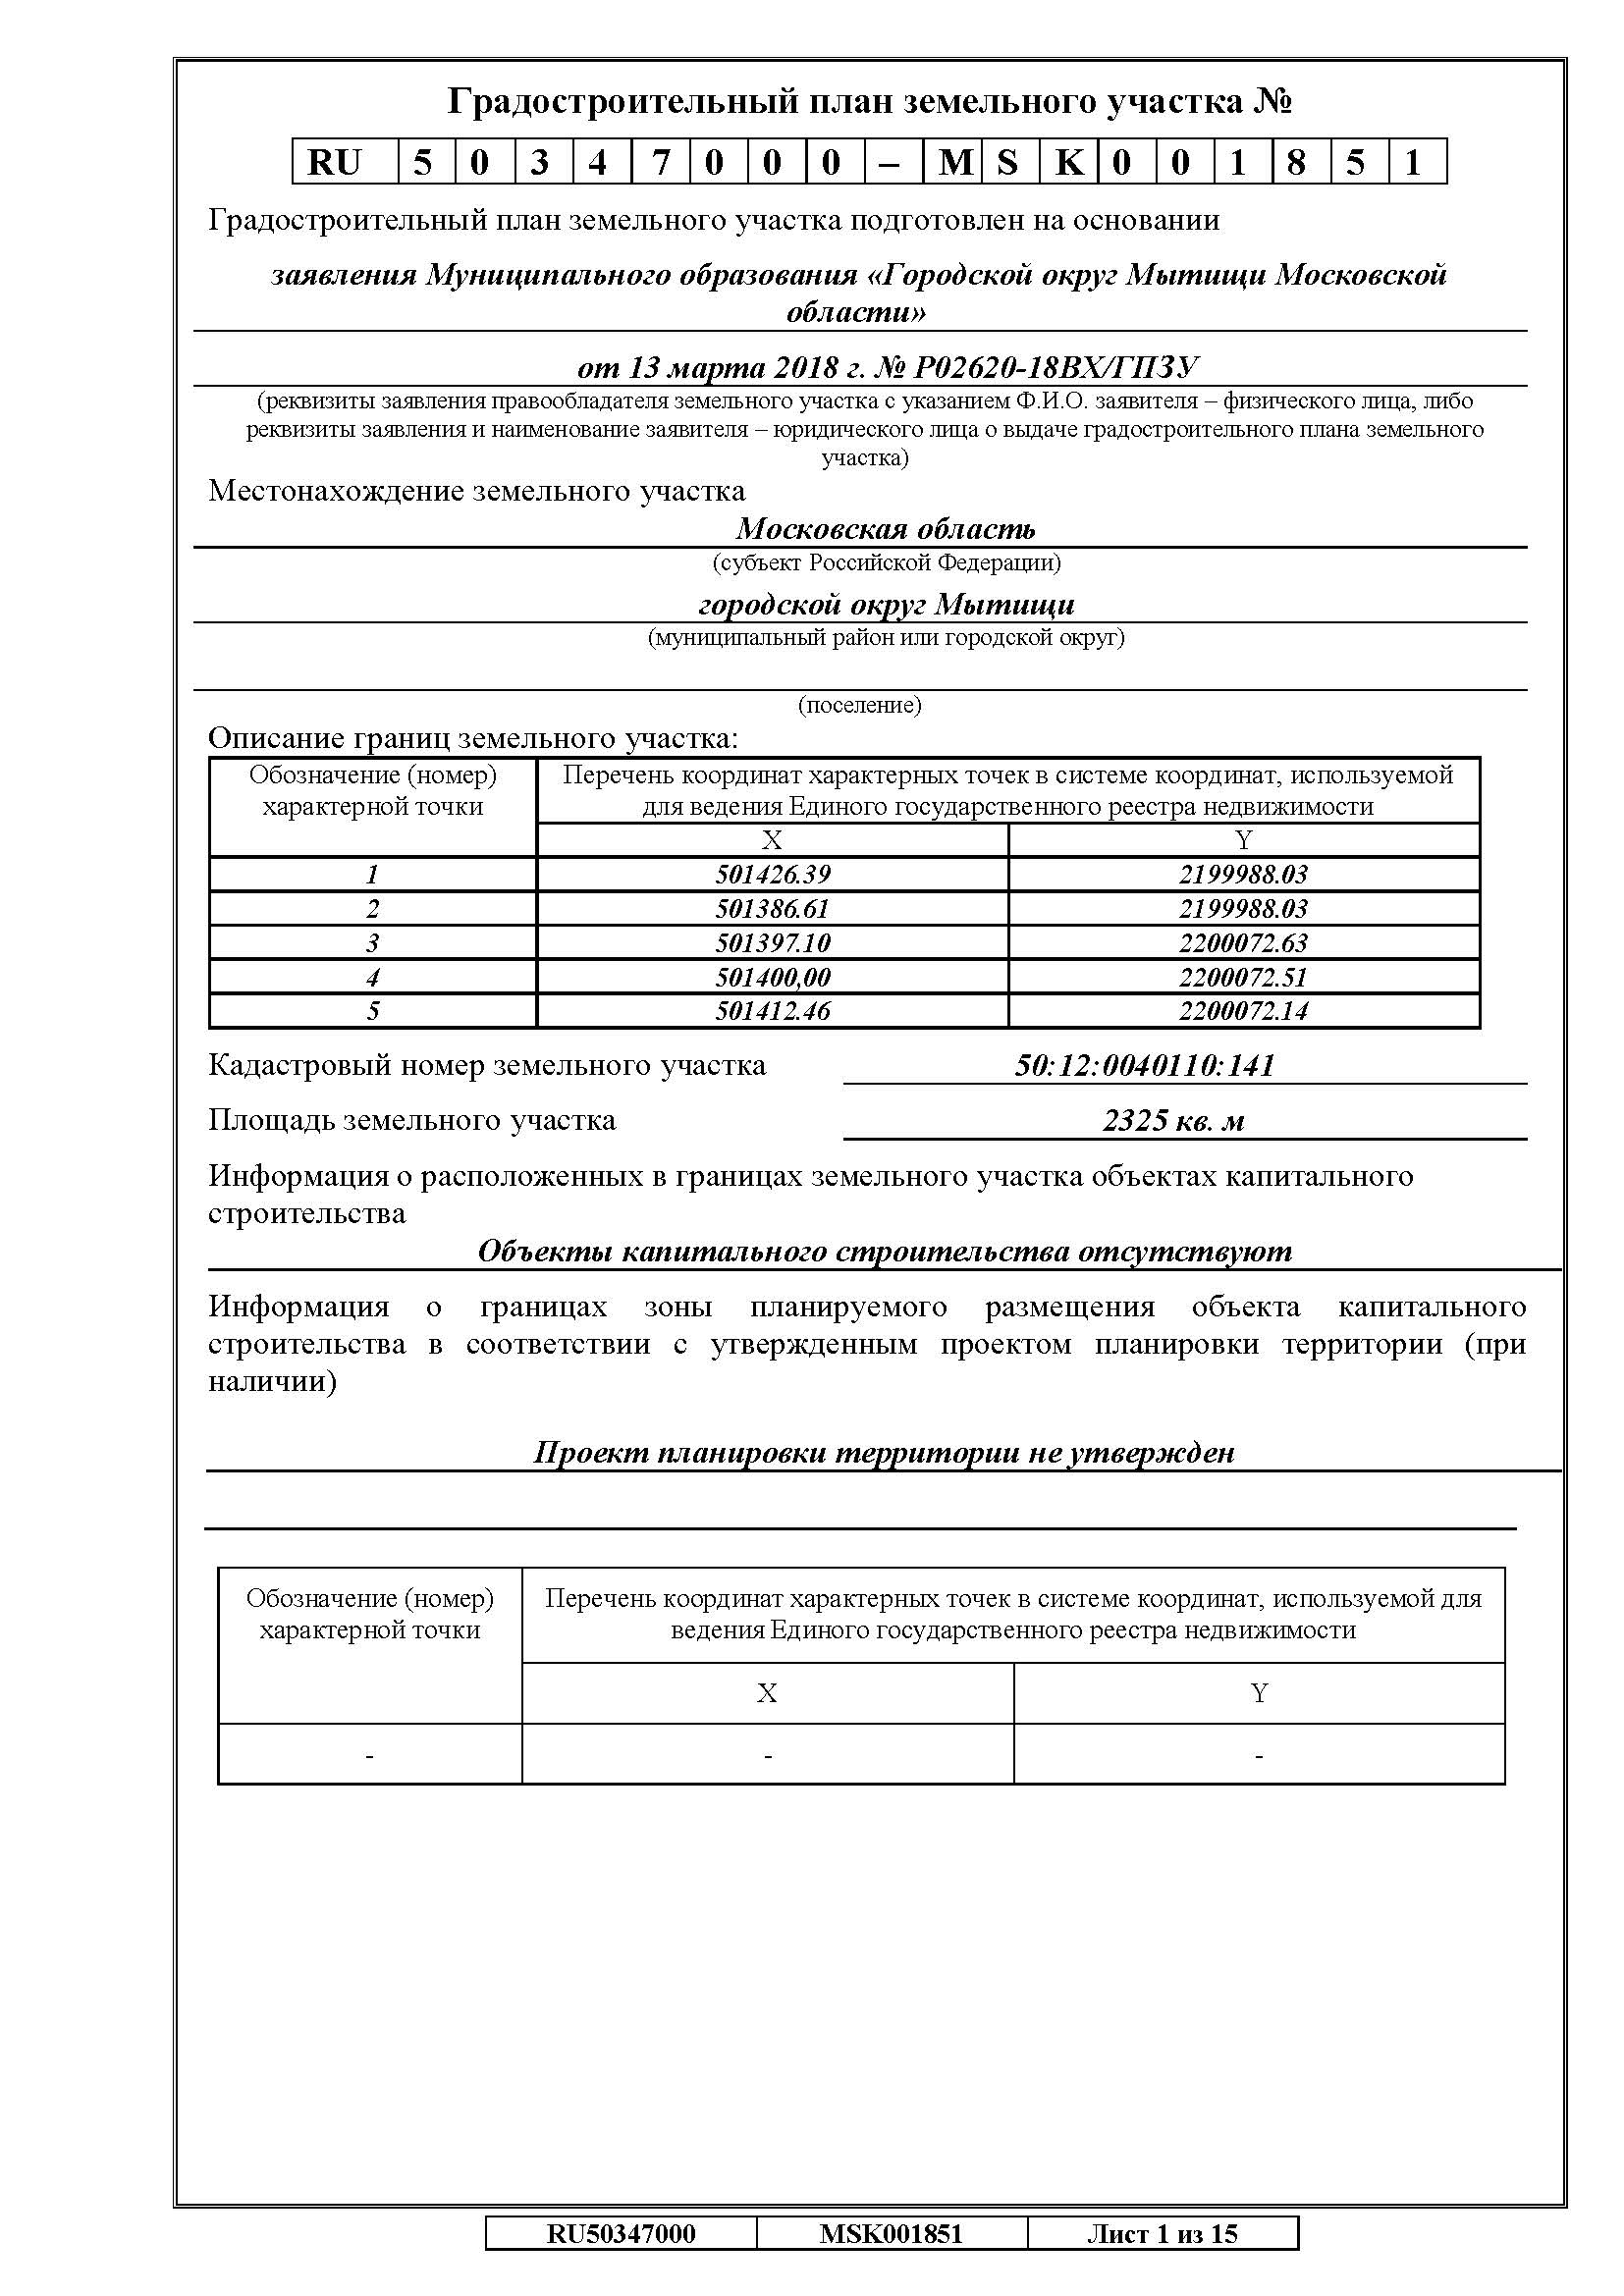 Градостроительный план земельного участка №
RU 5 0 3 4 7 0 0 0 – M S K 0 0 1 8 5 1
Градостроительный план земельного участка подготовлен на основании
заявления Муниципального образования «Городской округ Мытищи Московской
области»
от 13 марта 2018 г. № Р02620-18ВХ/ГПЗУ
(реквизиты заявления правообладателя земельного участка с указанием Ф.И.О. заявителя – физического лица, либо
реквизиты заявления и наименование заявителя – юридического лица о выдаче градостроительного плана земельного
участка)
Местонахождение земельного участка
Московская область
(субъект Российской Федерации)
городской округ Мытищи
(муниципальный район или городской округ)
(поселение)
Описание границ земельного участка:
Обозначение (номер) Перечень координат характерных точек в системе координат, используемой
характерной точки для ведения Единого государственного реестра недвижимости
X Y
1 501426.39 2199988.03
2 501386.61 2199988.03
3 501397.10 2200072.63
4 501400,00 2200072.51
5 501412.46 2200072.14
Кадастровый номер земельного участка 50:12:0040110:141
Площадь земельного участка 2325 кв. м
Информация о расположенных в границах земельного участка объектах капитального
строительства
Объекты капитального строительства отсутствуют
Информация о границах зоны планируемого размещения объекта капитального
строительства в соответствии с утвержденным проектом планировки территории (при
наличии)
Проект планировки территории не утвержден
Обозначение (номер) Перечень координат характерных точек в системе координат, используемой для
характерной точки ведения Единого государственного реестра недвижимости
X Y
- - -
RU50347000 MSK001851 Лист 1 из 15